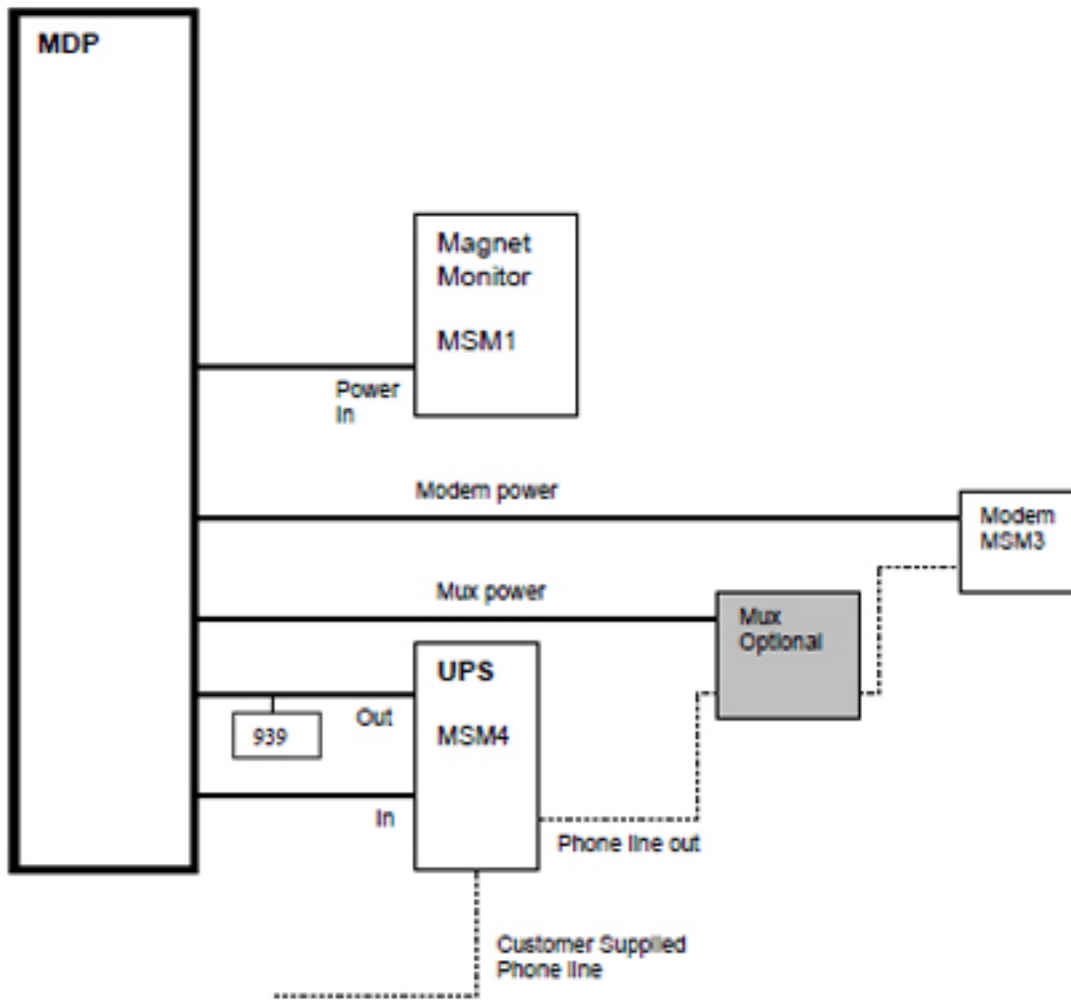 MDP
Magnet
Monitor
MSM1
Power
In
Modem power
Modem
MSM3
Mux power
Mux
Optional
UPS
MSM4
Out
939
In
Phone line out
Customer Supplied
Phone line